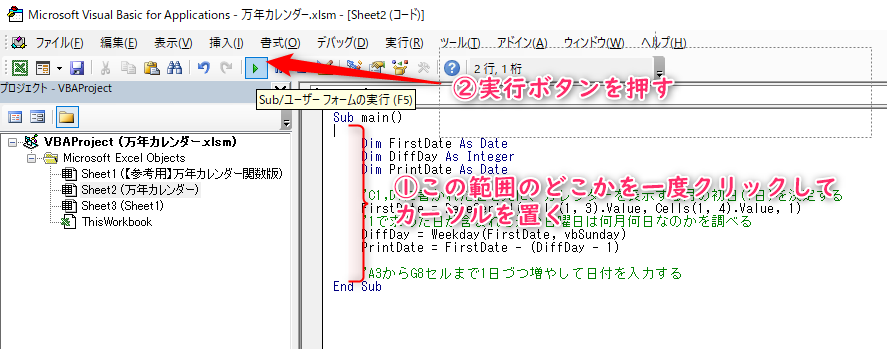 Microsoft Visual Basic for Applications - 万年カレンダー.xlsm - [Sheet2 (コード)]
ファイル(F) 編集(E) 表示(V) 挿入(I) 書式(O) デバッグ(D) 実行(R) ツール(T) アドイン(A) ウィンドウ(W) ヘルプ(H)
2 行, 1 桁
②実行ボタンを押す
プロジェクト - VBAProject
Sub/ユーザー フォームの実行 (F5)
VBAProject (万年カレンダー.xlsm)
Microsoft Excel Objects
Sheet1 (【参考用】万年カレンダー関数版)
Sheet2 (万年カレンダー)
Sheet3 (Sheet1)
ThisWorkbook
Sub main()
Dim FirstDate As Date
Dim DiffDay As Integer
Dim PrintDate As Date
①この範囲のどこかを一度クリックして
カーソルを置く
'C1,D
を決定する
FirstDate =
(1, 3).Value, Cells(1, 4).Value, 1)
曜日は何月何日なのかを調べる
DiffDay = Weekday(FirstDate, vbSunday)
PrintDate = FirstDate - (DiffDay - 1)
'A3からG8セルまで1日づつ増やして日付を入力する
End Sub